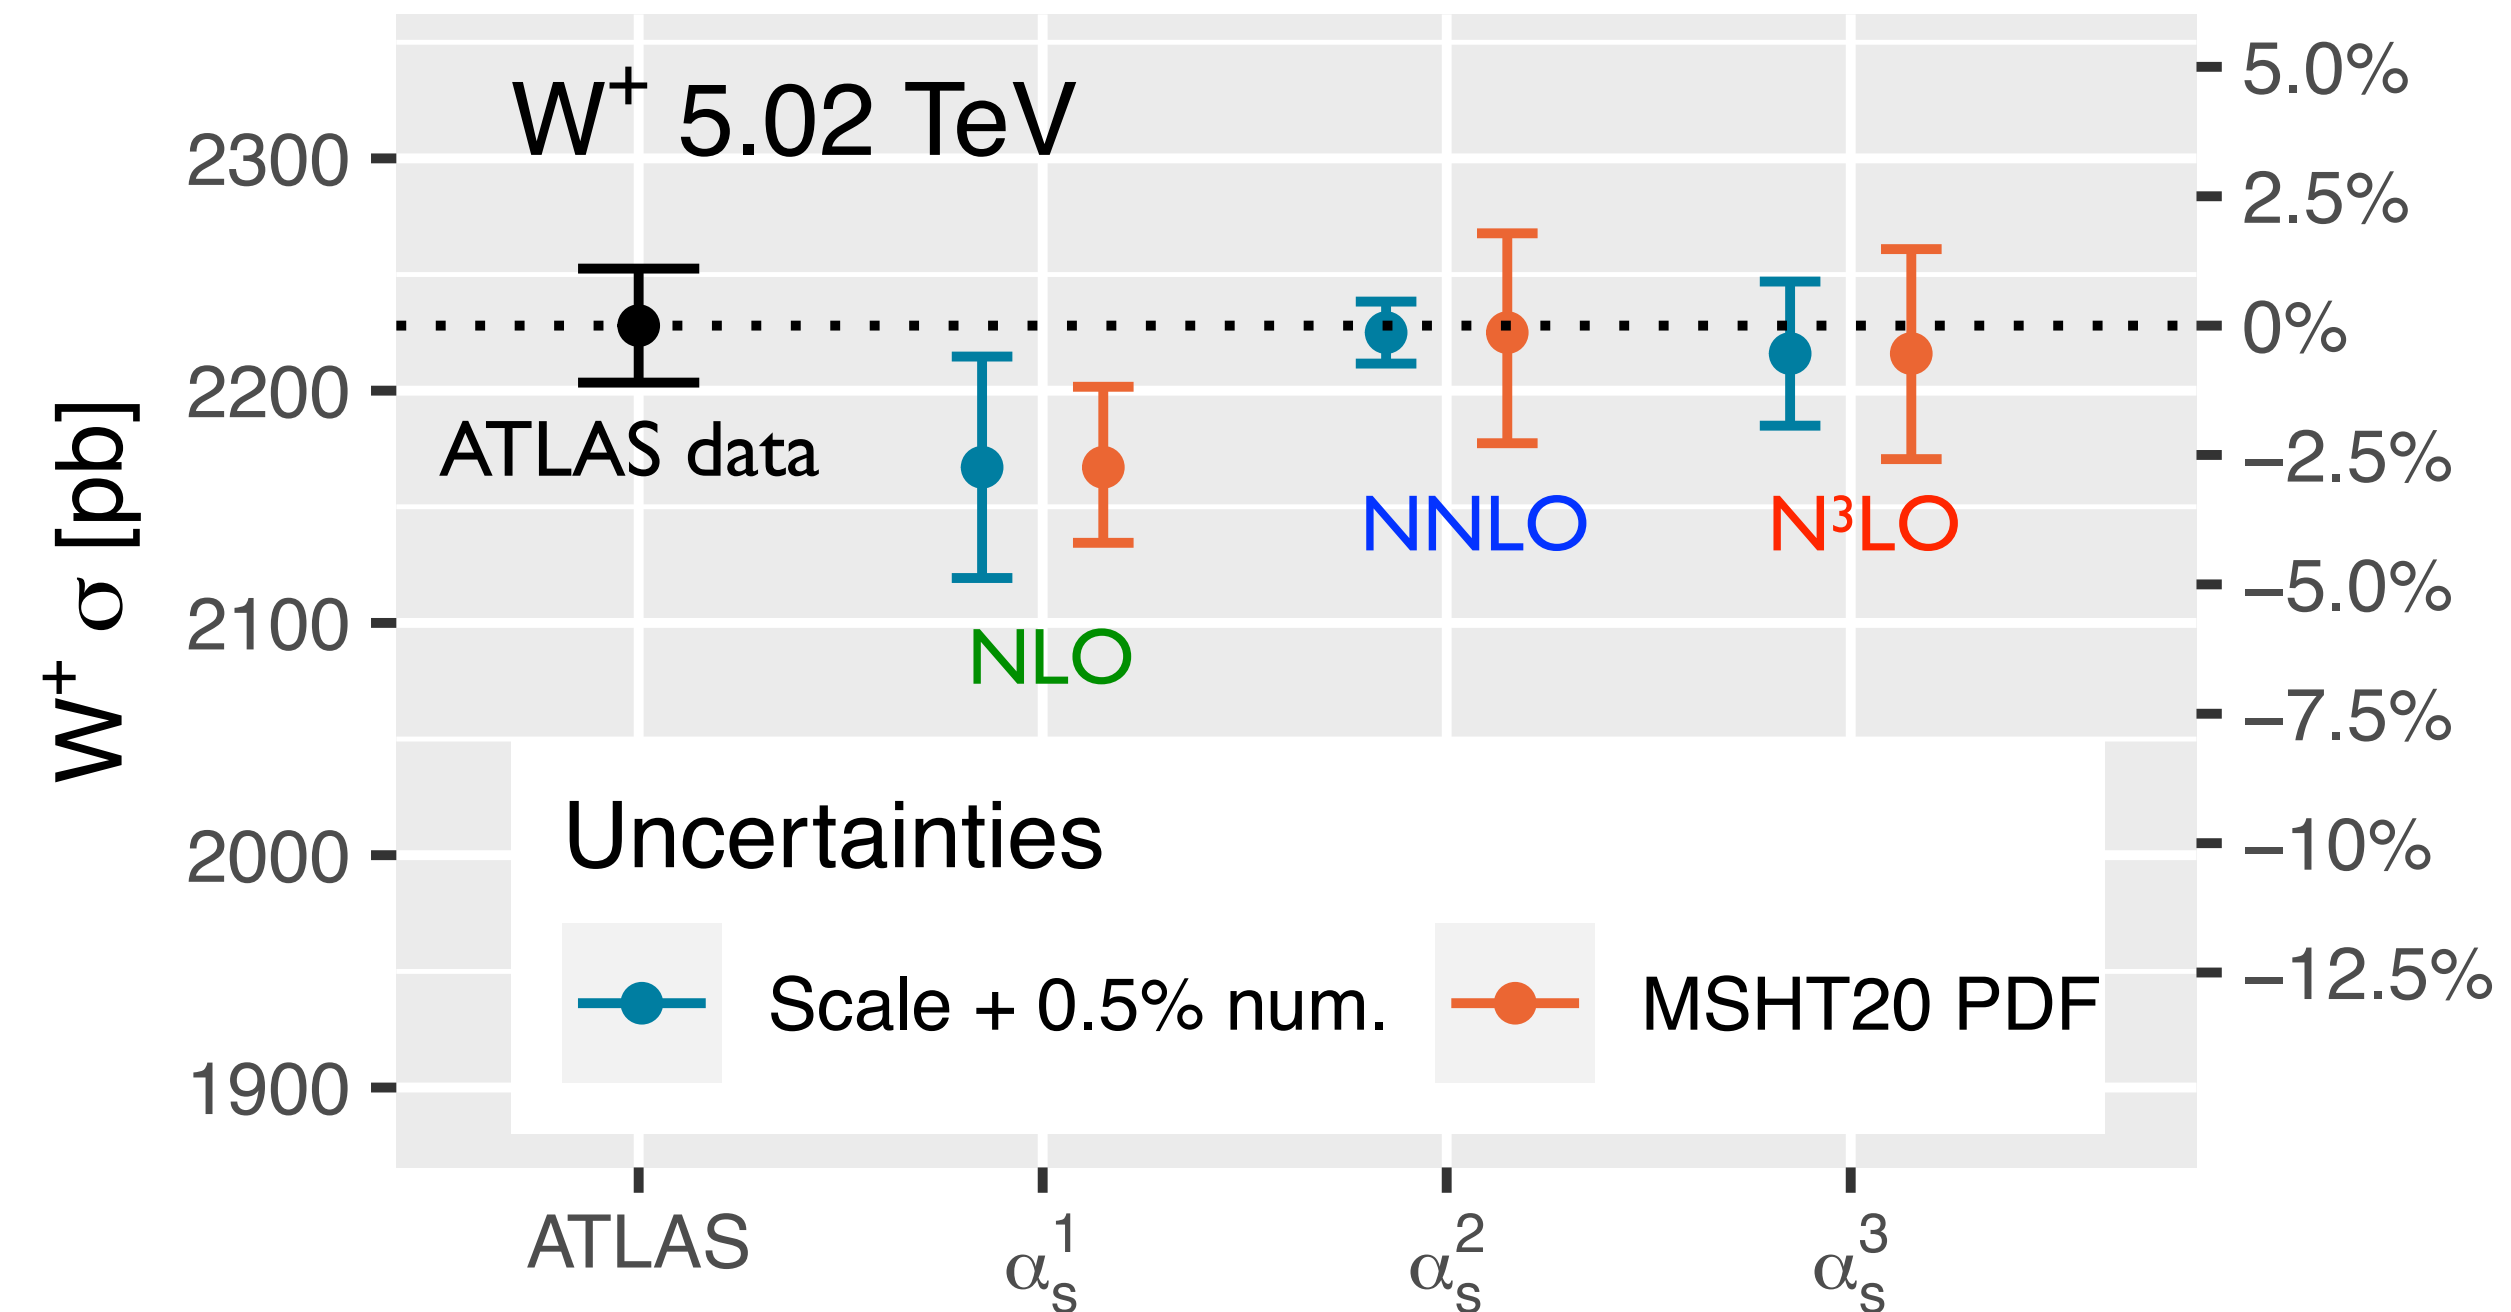 W⁺ 5.02 TeV
W⁺ σ [pb]
2300
2200
2100
2000
1900
5.0%
2.5%
0%
−2.5%
−5.0%
−7.5%
−10%
−12.5%
ATLAS data
NLO
NNLO
N³LO
Uncertainties
Scale + 0.5% num.
MSHT20 PDF
ATLAS
αₛ¹
αₛ²
αₛ³